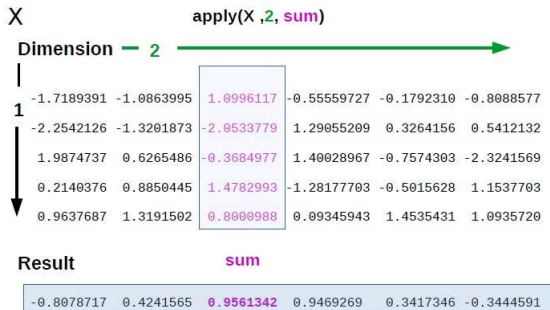 X
apply(X ,2, sum)
Dimension 2
1
-1.7189391 -1.0863995 1.0996117 -0.55559727 -0.1792310 -0.8088577
-2.2542126 -1.3201873 -2.0533779 1.29055209 0.3264156 0.5412132
1.9874737 0.6265486 -0.3684977 1.40028967 -0.7574303 -2.3241569
0.2140376 0.8850445 1.4782993 -1.28177703 -0.5015628 1.1537703
0.9637687 1.3191502 0.8000988 0.09345943 1.4535431 1.0935720
Result
sum
-0.8078717 0.4241565 0.9561342 0.9469269 0.3417346 -0.3444591